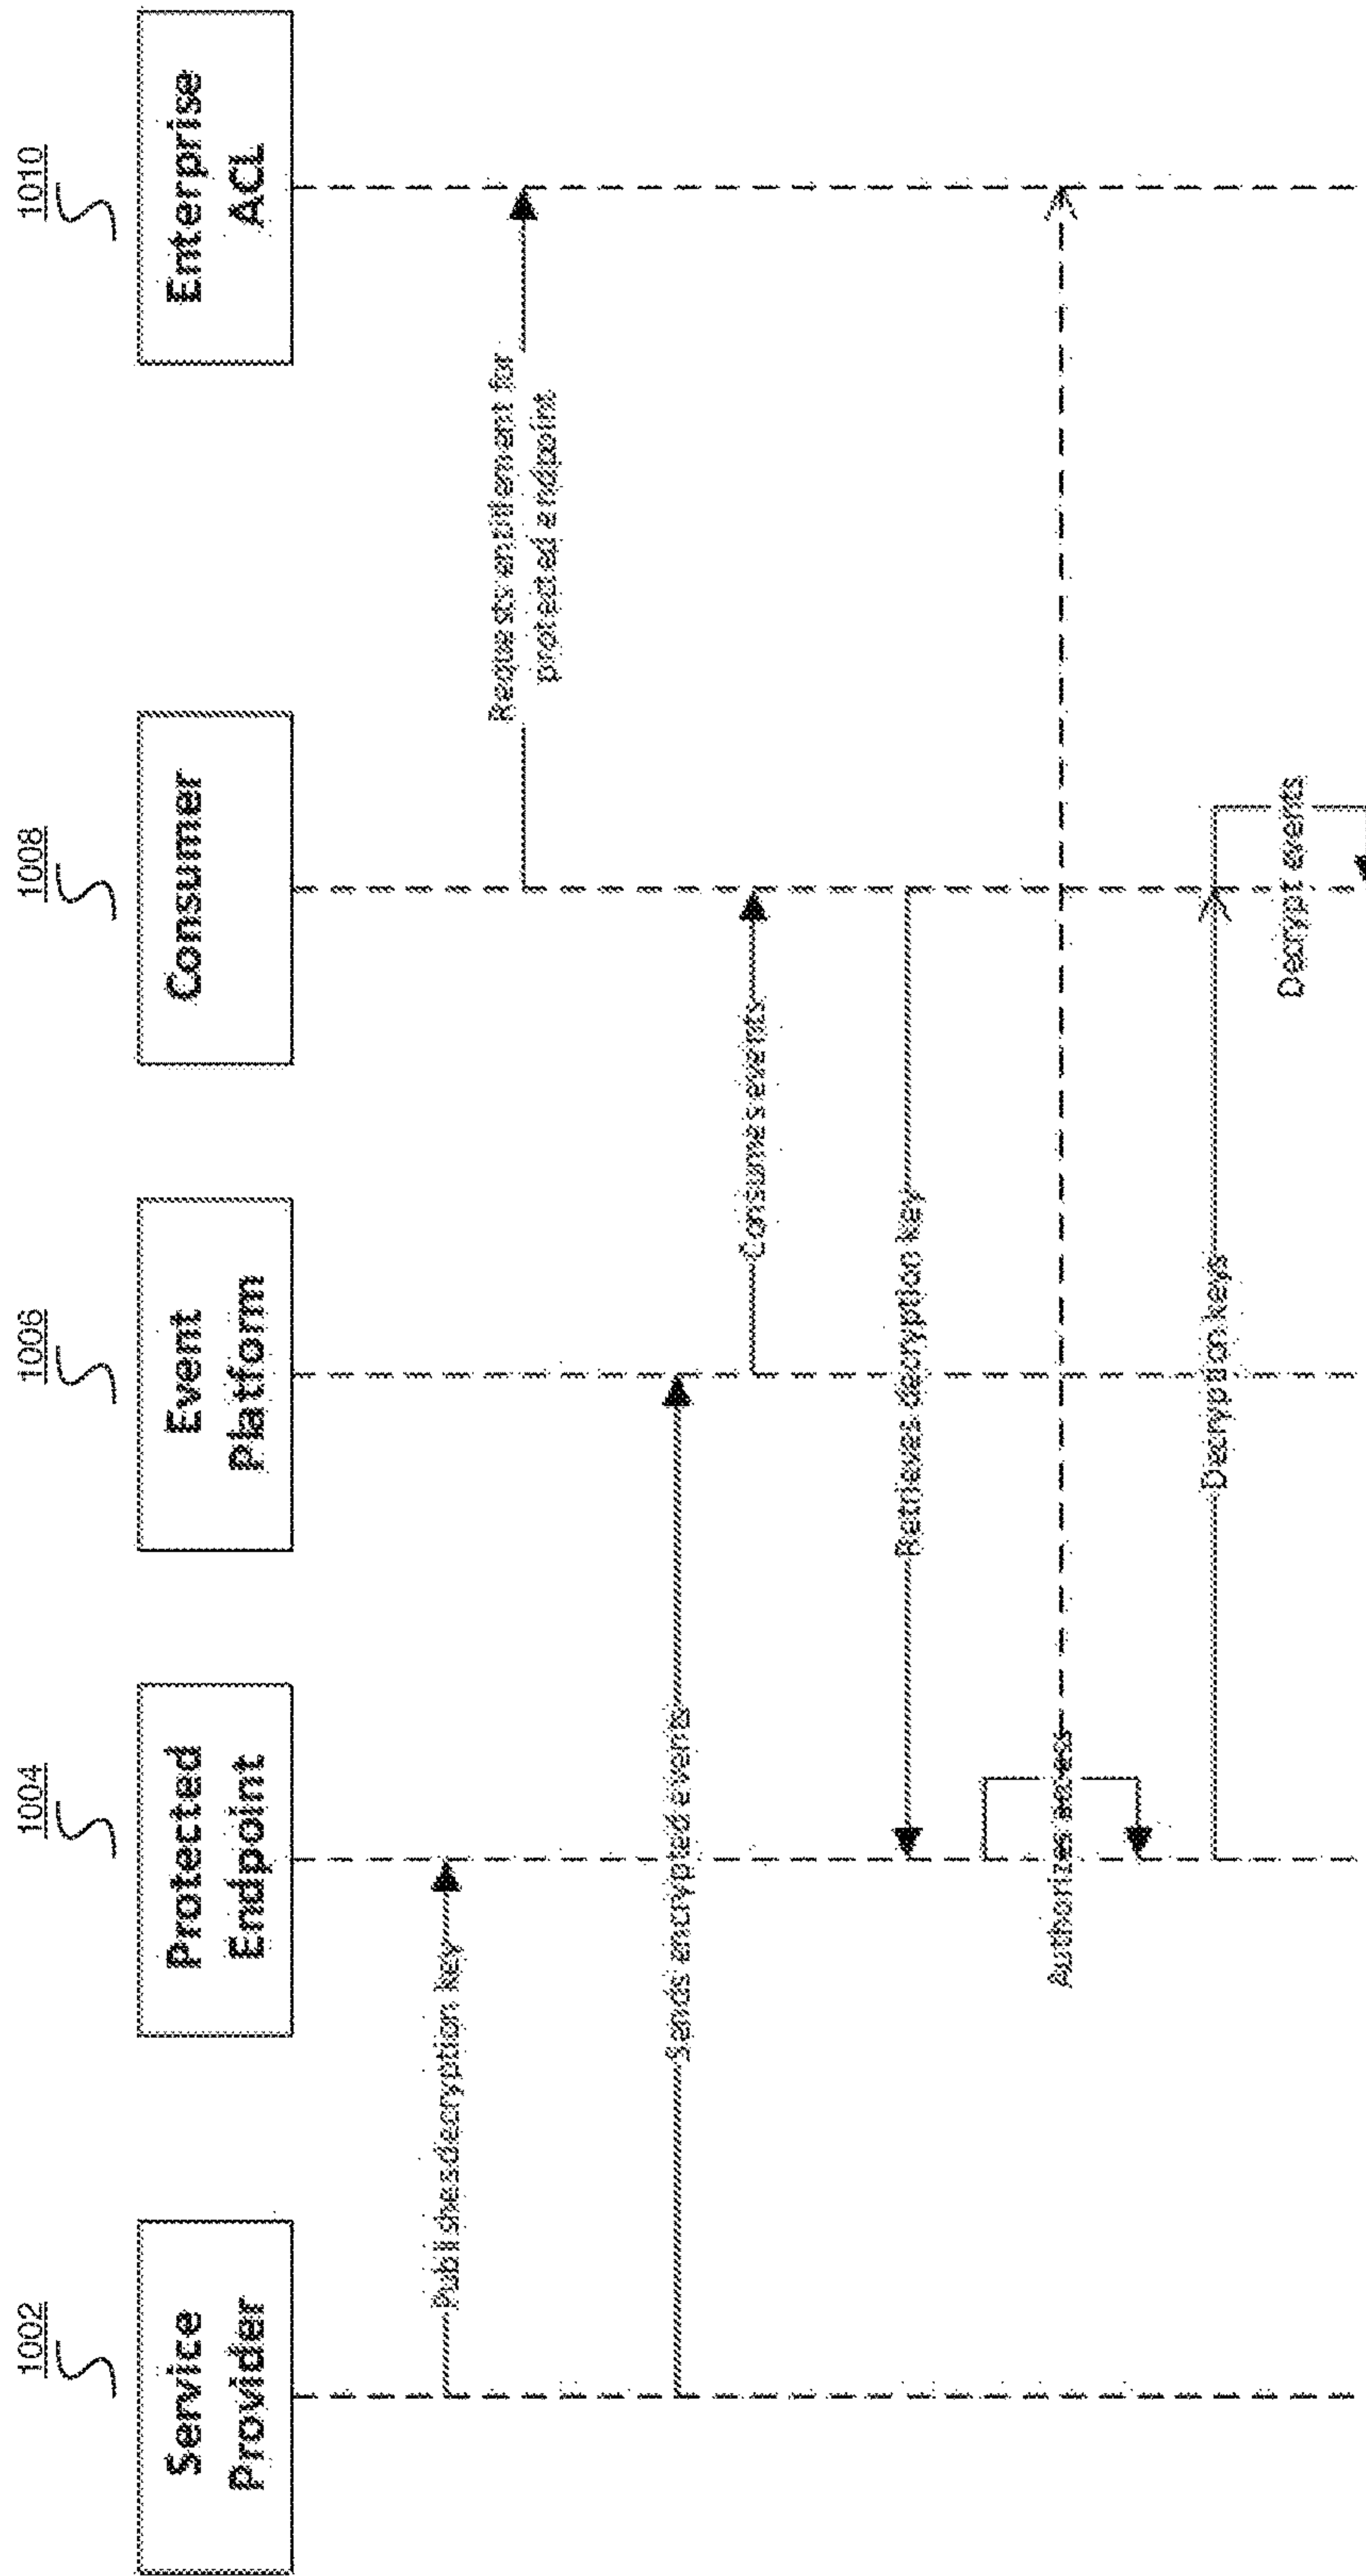 1002
1004
1006
1008
1010
Service
Provider
Protected
Endpoint
Event
Platform
Consumer
Enterprise
ACL
Publishes decryption key
Requests entitlement for
protected endpoint
Sends encrypted events
Consumes events
Retrieves decryption key
Authorizes access
Decryption keys
Decrypt events